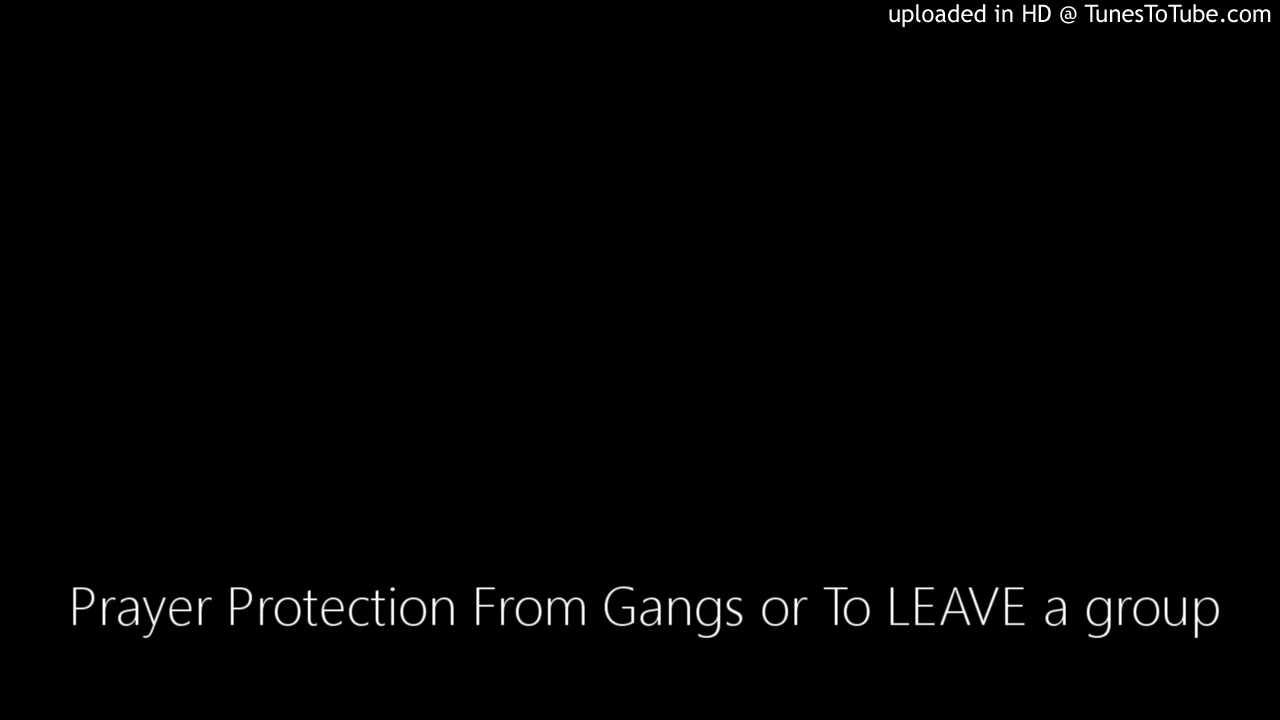 uploaded in HD @ TunesToTube.com
Prayer Protection From Gangs or To LEAVE a group